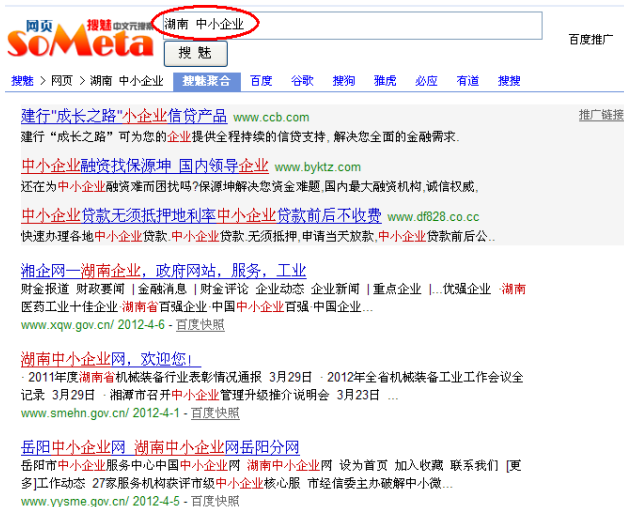 网页 搜魅 中文元搜索
SoMeta
湖南 中小企业
搜 魅
百度推广
搜魅 > 网页 > 湖南 中小企业 搜魅聚合 百度 谷歌 搜狗 雅虎 必应 有道 搜搜
建行"成长之路"小企业信贷产品 www.ccb.com 推广链接
建行“成长之路”可为您的企业提供全程持续的信贷支持, 解决您全面的金融需求.
中小企业融资找保源坤 国内领导企业 www.byktz.com
还在为中小企业融资难而困扰吗?保源坤解决您资金难题,国内最大融资机构,诚信权威,
中小企业贷款无须抵押地利率中小企业贷款前后不收费 www.df828.co.cc
快速办理各地中小企业贷款.中小企业贷款.无须抵押,申请当天放款,中小企业贷款前后公..
湘企网—湖南企业，政府网站，服务，工业
财金报道 财政要闻 | 金融消息 | 财金评论 企业动态 企业新闻 | 重点企业 |...优强企业 ·湖南
医药工业十佳企业·湖南省百强企业·中国中小企业百强·中国企业...
www.xqw.gov.cn/ 2012-4-6 - 百度快照
湖南中小企业网，欢迎您!
· 2011年度湖南省机械装备行业表彰情况通报 3月29日 · 2012年全省机械装备工业工作会议全
记录 3月29日 · 湘潭市召开中小企业管理升级推介说明会 3月23日 ...
www.smehn.gov.cn/ 2012-4-1 - 百度快照
岳阳中小企业网 湖南中小企业网岳阳分网
岳阳市中小企业服务中心中国中小企业网 湖南中小企业网 设为首页 加入收藏 联系我们 [更
多]工作动态 27家服务机构获评市级中小企业核心服 市经信委主办破解中小微...
www.yysme.gov.cn/ 2012-4-5 - 百度快照